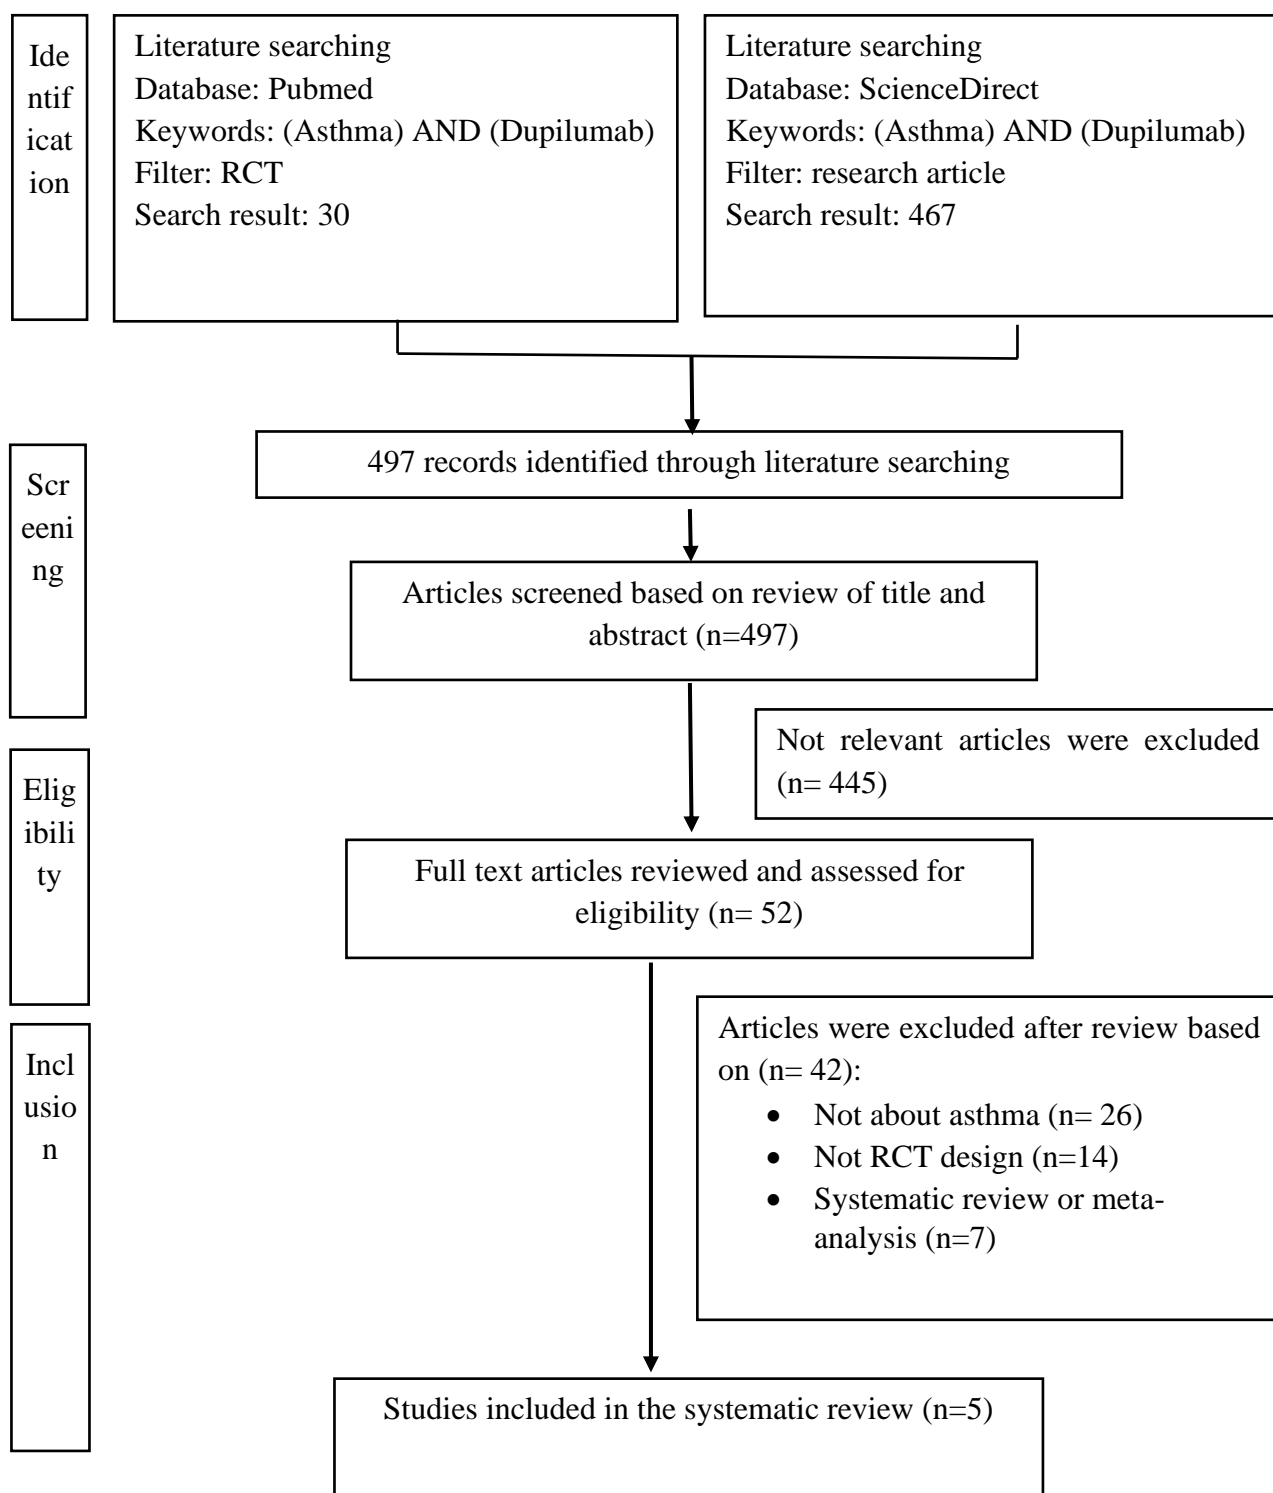 Ide
ntif
icat
ion
Literature searching
Database: Pubmed
Keywords: (Asthma) AND (Dupilumab)
Filter: RCT
Search result: 30
Literature searching
Database: ScienceDirect
Keywords: (Asthma) AND (Dupilumab)
Filter: research article
Search result: 467
497 records identified through literature searching
Scr
eeni
ng
Articles screened based on review of title and
abstract (n=497)
Not relevant articles were excluded
(n= 445)
Elig
ibili
ty
Full text articles reviewed and assessed for
eligibility (n= 52)
Articles were excluded after review based
on (n= 42):
• Not about asthma (n= 26)
• Not RCT design (n=14)
• Systematic review or meta-
analysis (n=7)
Incl
usio
n
Studies included in the systematic review (n=5)